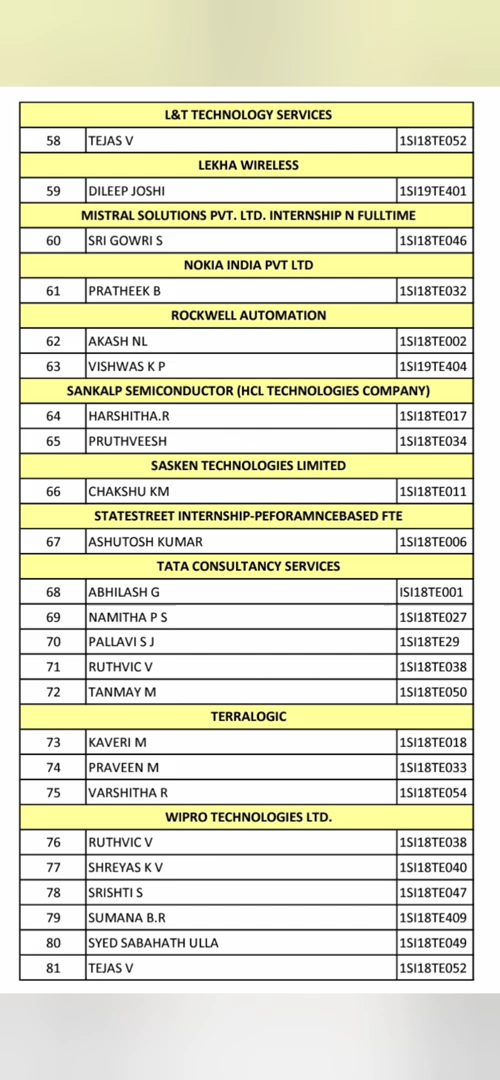 L&T TECHNOLOGY SERVICES
58 TEJAS V 1SI18TE052
LEKHA WIRELESS
59 DILEEP JOSHI 1SI19TE401
MISTRAL SOLUTIONS PVT. LTD. INTERNSHIP N FULLTIME
60 SRI GOWRI S 1SI18TE046
NOKIA INDIA PVT LTD
61 PRATHEEK B 1SI18TE032
ROCKWELL AUTOMATION
62 AKASH NL 1SI18TE002
63 VISHWAS K P 1SI19TE404
SANKALP SEMICONDUCTOR (HCL TECHNOLOGIES COMPANY)
64 HARSHITHA.R 1SI18TE017
65 PRUTHVEESH 1SI18TE034
SASKEN TECHNOLOGIES LIMITED
66 CHAKSHU KM 1SI18TE011
STATESTREET INTERNSHIP-PEFORAMNCEBASED FTE
67 ASHUTOSH KUMAR 1SI18TE006
TATA CONSULTANCY SERVICES
68 ABHILASH G ISI18TE001
69 NAMITHA P S 1SI18TE027
70 PALLAVI S J 1SI18TE29
71 RUTHVIC V 1SI18TE038
72 TANMAY M 1SI18TE050
TERRALOGIC
73 KAVERI M 1SI18TE018
74 PRAVEEN M 1SI18TE033
75 VARSHITHA R 1SI18TE054
WIPRO TECHNOLOGIES LTD.
76 RUTHVIC V 1SI18TE038
77 SHREYAS K V 1SI18TE040
78 SRISHTI S 1SI18TE047
79 SUMANA B.R 1SI18TE409
80 SYED SABAHATH ULLA 1SI18TE049
81 TEJAS V 1SI18TE052